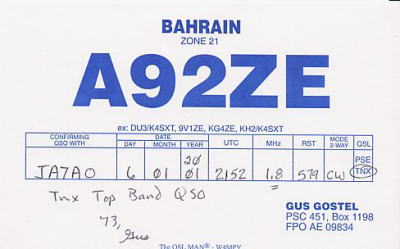 BAHRAIN
ZONE 21
A92ZE
ex: DU3/K4SXT, 9V1ZE, KG4ZE, KH2/K4SXT
CONFIRMING QSO WITH DATE DAY MONTH YEAR UTC MHz RST MODE 2-WAY QSL
JA7AO 6 01 2001 2152 1.8 579 CW PSE TNX
Tnx Top Band QSO
73,
Gus
GUS GOSTEL
PSC 451, Box 1198
FPO AE 09834
The QSL MAN® - W4MPY